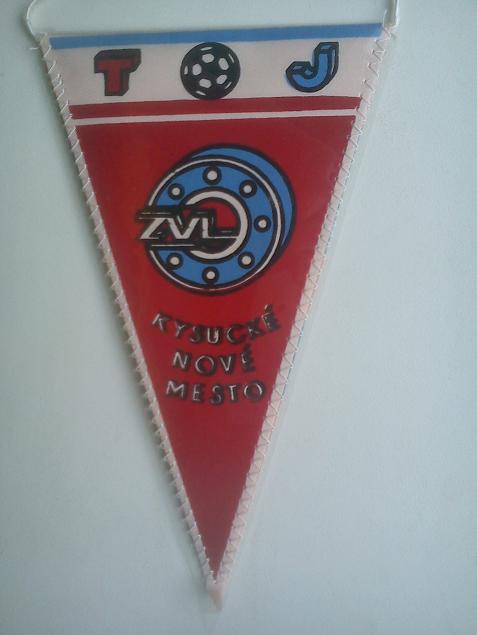 T J
ZVL
KYSUCKÉ
NOVÉ
MESTO